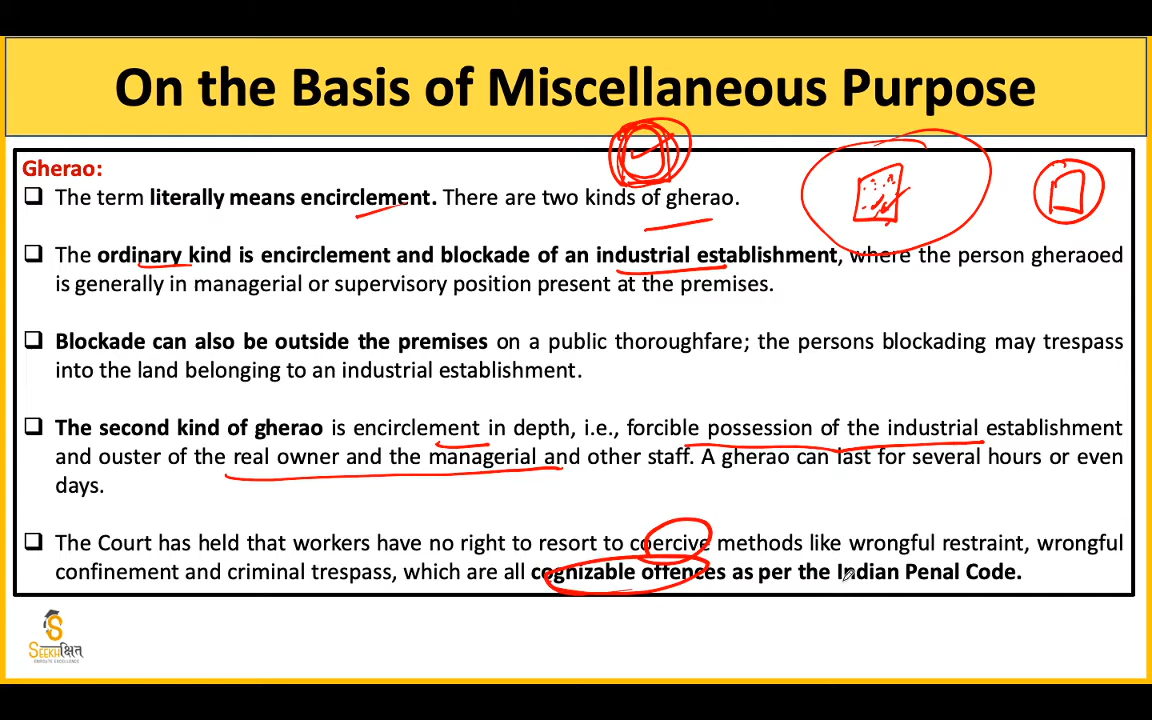 On the Basis of Miscellaneous Purpose
Gherao:
❑ The term literally means encirclement. There are two kinds of gherao.
❑ The ordinary kind is encirclement and blockade of an industrial establishment, where the person gheraoed
is generally in managerial or supervisory position present at the premises.
❑ Blockade can also be outside the premises on a public thoroughfare; the persons blockading may trespass
into the land belonging to an industrial establishment.
❑ The second kind of gherao is encirclement in depth, i.e., forcible possession of the industrial establishment
and ouster of the real owner and the managerial and other staff. A gherao can last for several hours or even
days.
❑ The Court has held that workers have no right to resort to coercive methods like wrongful restraint, wrongful
confinement and criminal trespass, which are all cognizable offences as per the Indian Penal Code.
SEEKHक्षित